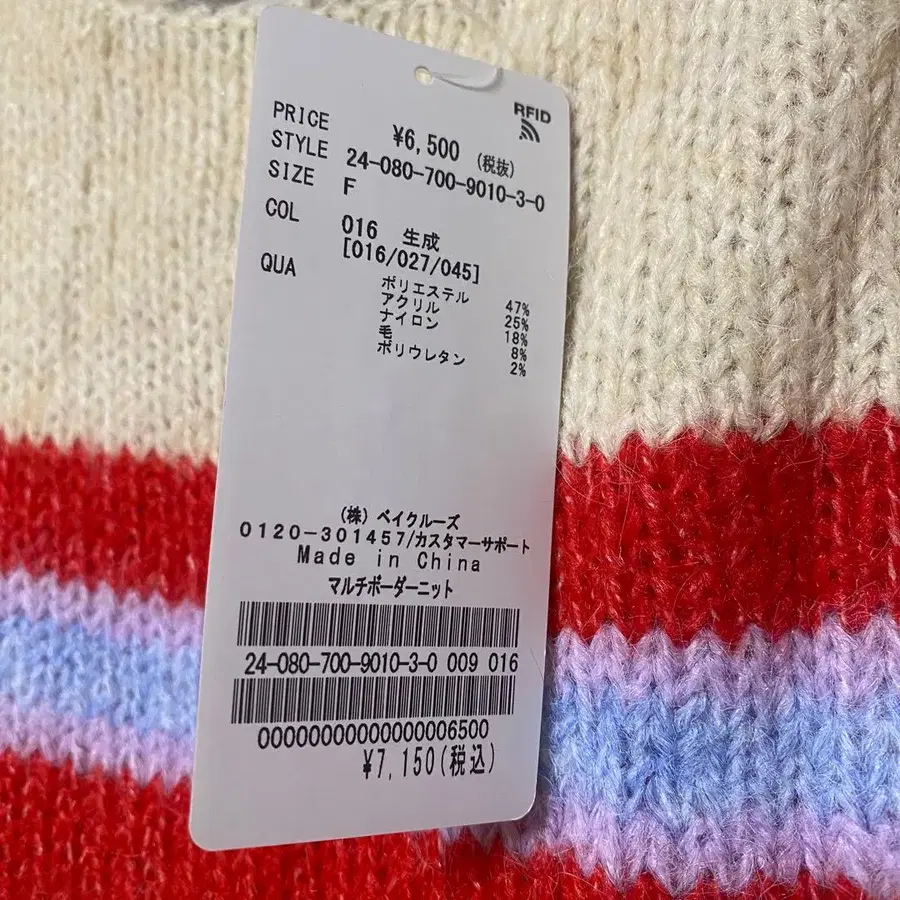 RFID
PRICE ¥6,500 (税抜)
STYLE 24-080-700-9010-3-0
SIZE F
COL 016 生成
[016/027/045]
QUA ポリエステル 47%
アクリル 25%
ナイロン 18%
毛 8%
ポリウレタン 2%
(株) ベイクルーズ
0120-301457/カスタマーサポート
Made in China
マルチボーダーニット
24-080-700-9010-3-0 009 016
00000000000000006500
¥7,150(税込)